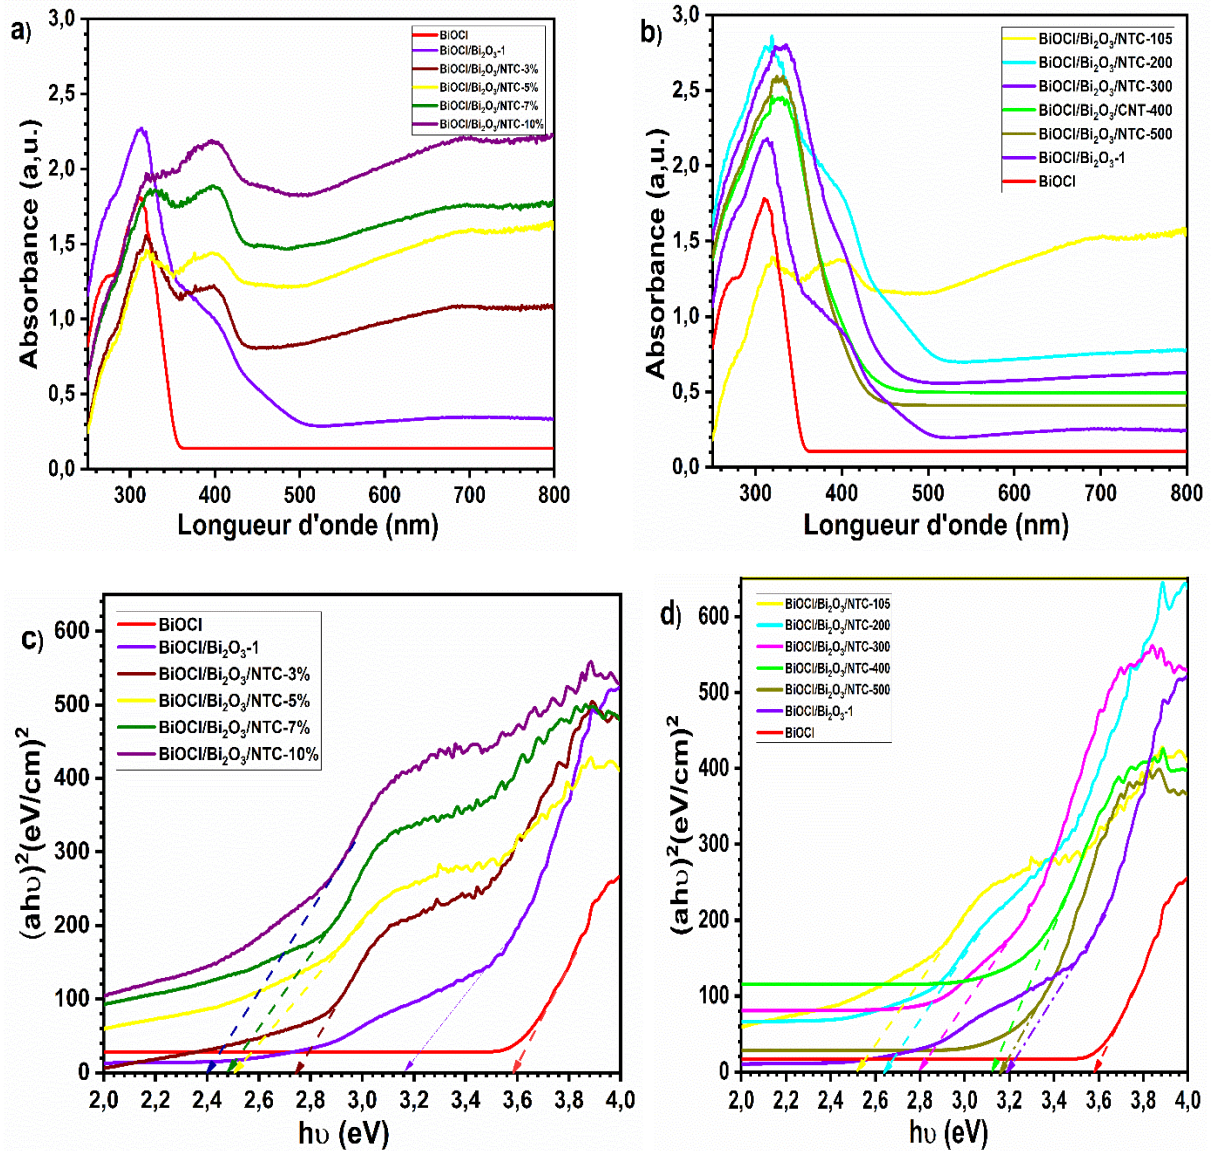 a)
3,0
2,5
2,0
1,5
1,0
0,5
0,0
Absorbance (a,u.)
BiOCl
BiOCl/Bi₂O₃-1
BiOCl/Bi₂O₃/NTC-3%
BiOCl/Bi₂O₃/NTC-5%
BiOCl/Bi₂O₃/NTC-7%
BiOCl/Bi₂O₃/NTC-10%
300 400 500 600 700 800
Longueur d'onde (nm)
b)
3,0
2,5
2,0
1,5
1,0
0,5
0,0
Absorbance (a,u.)
BiOCl/Bi₂O₃/NTC-105
BiOCl/Bi₂O₃/NTC-200
BiOCl/Bi₂O₃/NTC-300
BiOCl/Bi₂O₃/CNT-400
BiOCl/Bi₂O₃/NTC-500
BiOCl/Bi₂O₃-1
BiOCl
300 400 500 600 700 800
Longueur d'onde (nm)
c)
600
500
400
300
200
100
0
(ahυ)²(eV/cm)²
BiOCl
BiOCl/Bi₂O₃-1
BiOCl/Bi₂O₃/NTC-3%
BiOCl/Bi₂O₃/NTC-5%
BiOCl/Bi₂O₃/NTC-7%
BiOCl/Bi₂O₃/NTC-10%
2,0 2,2 2,4 2,6 2,8 3,0 3,2 3,4 3,6 3,8 4,0
hυ (eV)
d)
600
500
400
300
200
100
0
(ahυ)²(eV/cm)²
BiOCl/Bi₂O₃/NTC-105
BiOCl/Bi₂O₃/NTC-200
BiOCl/Bi₂O₃/NTC-300
BiOCl/Bi₂O₃/NTC-400
BiOCl/Bi₂O₃/NTC-500
BiOCl/Bi₂O₃-1
BiOCl
2,0 2,2 2,4 2,6 2,8 3,0 3,2 3,4 3,6 3,8 4,0
hυ (eV)